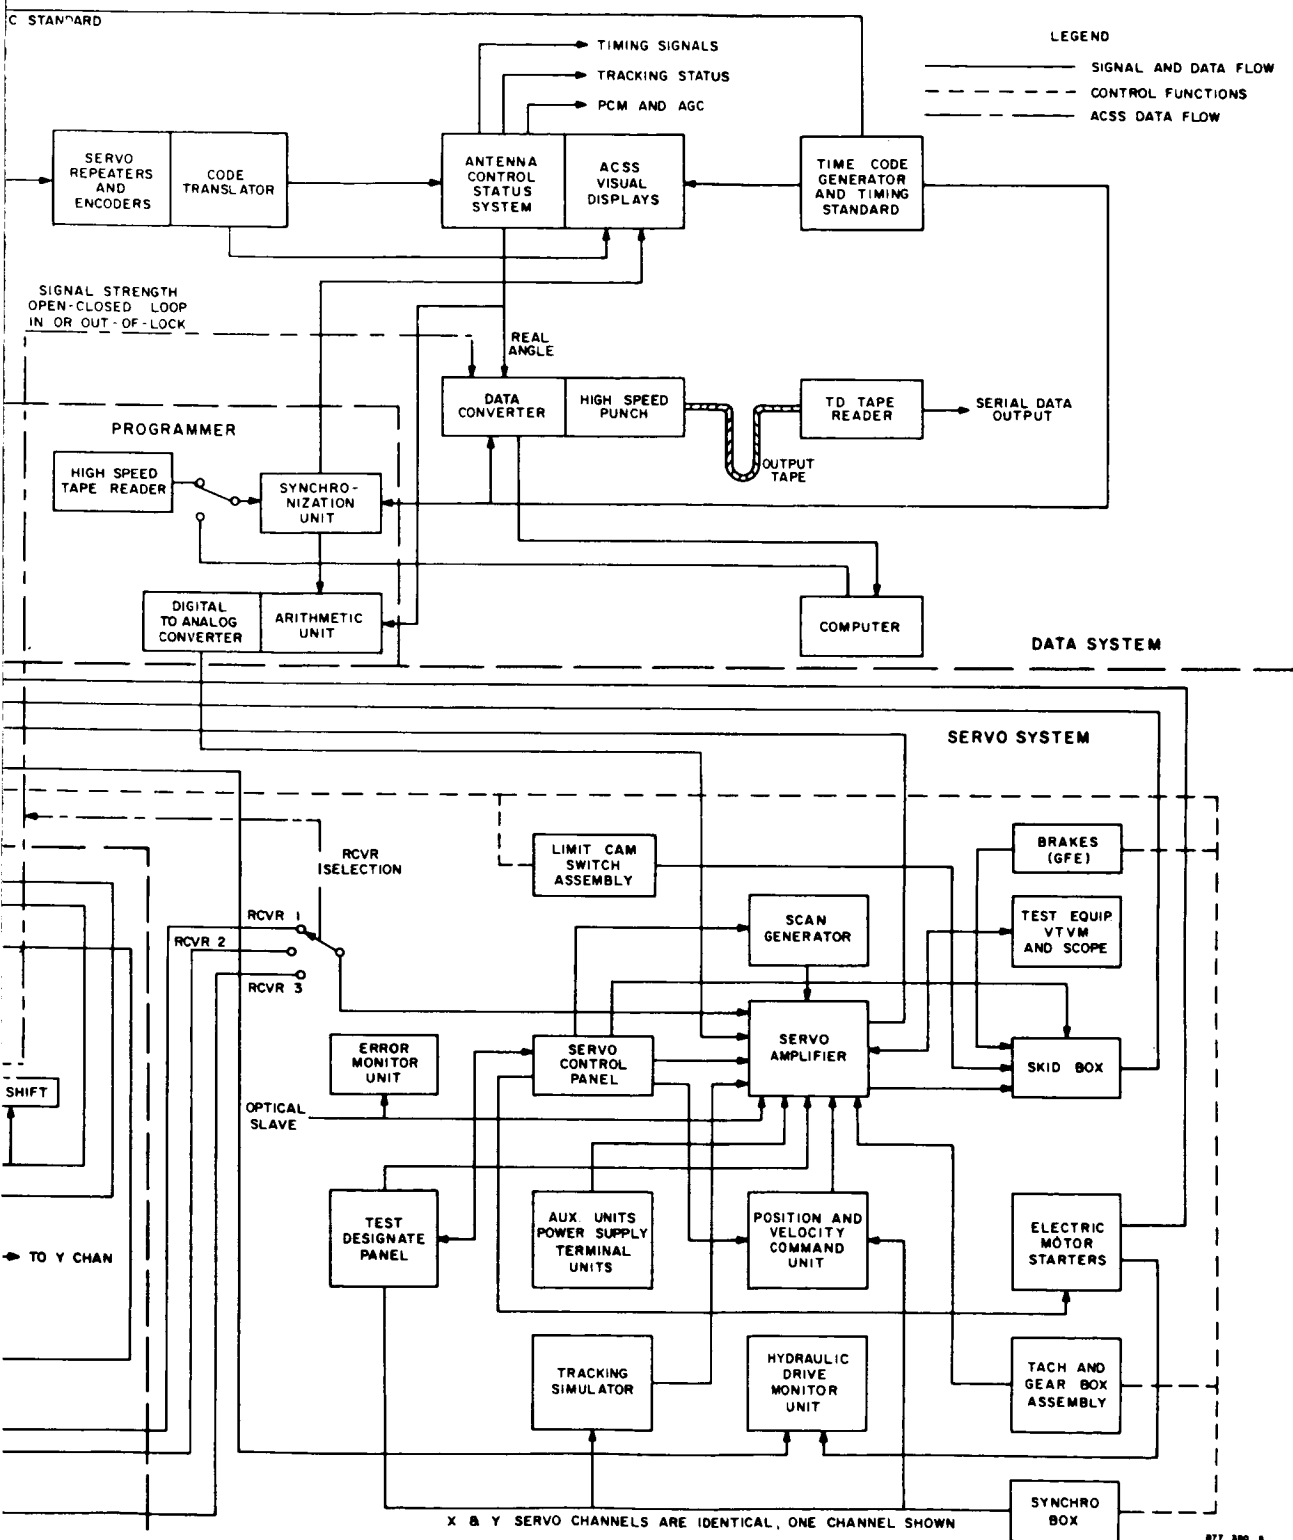 C STANDARD
TIMING SIGNALS
TRACKING STATUS
PCM AND AGC
LEGEND
SIGNAL AND DATA FLOW
CONTROL FUNCTIONS
ACSS DATA FLOW
SERVO
REPEATERS
AND
ENCODERS
CODE
TRANSLATOR
ANTENNA
CONTROL
STATUS
SYSTEM
ACSS
VISUAL
DISPLAYS
TIME CODE
GENERATOR
AND TIMING
STANDARD
SIGNAL STRENGTH
OPEN-CLOSED LOOP
IN OR OUT-OF-LOCK
REAL
ANGLE
DATA
CONVERTER
HIGH SPEED
PUNCH
TD TAPE
READER
SERIAL DATA
OUTPUT
OUTPUT
TAPE
PROGRAMMER
HIGH SPEED
TAPE READER
SYNCHRO-
NIZATION
UNIT
DIGITAL
TO ANALOG
CONVERTER
ARITHMETIC
UNIT
COMPUTER
DATA SYSTEM
SERVO SYSTEM
RCVR
SELECTION
LIMIT CAM
SWITCH
ASSEMBLY
BRAKES
(GFE)
RCVR 1
RCVR 2
RCVR 3
SCAN
GENERATOR
TEST EQUIP.
VTVM
AND SCOPE
ERROR
MONITOR
UNIT
SERVO
CONTROL
PANEL
SERVO
AMPLIFIER
SKID BOX
SHIFT
OPTICAL
SLAVE
TEST
DESIGNATE
PANEL
AUX. UNITS
POWER SUPPLY
TERMINAL
UNITS
POSITION AND
VELOCITY
COMMAND
UNIT
ELECTRIC
MOTOR
STARTERS
TO Y CHAN
TRACKING
SIMULATOR
HYDRAULIC
DRIVE
MONITOR
UNIT
TACH AND
GEAR BOX
ASSEMBLY
SYNCHRO
BOX
X & Y SERVO CHANNELS ARE IDENTICAL, ONE CHANNEL SHOWN